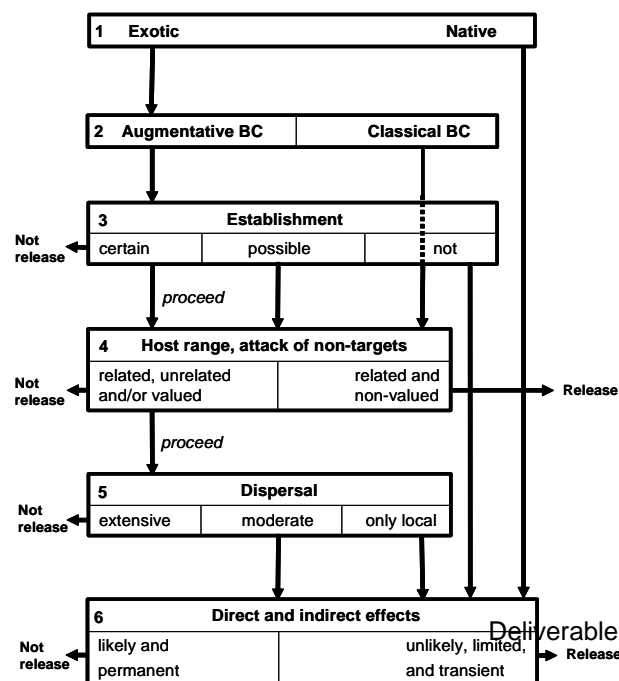 1 Exotic Native
2 Augmentative BC Classical BC
3 Establishment
Not release
certain possible not
proceed
4 Host range, attack of non-targets
Not release
related, unrelated and/or valued
related and non-valued
Release
proceed
5 Dispersal
Not release
extensive moderate only local
6 Direct and indirect effects
Deliverable
Not release
likely and permanent
unlikely, limited, and transient
Release